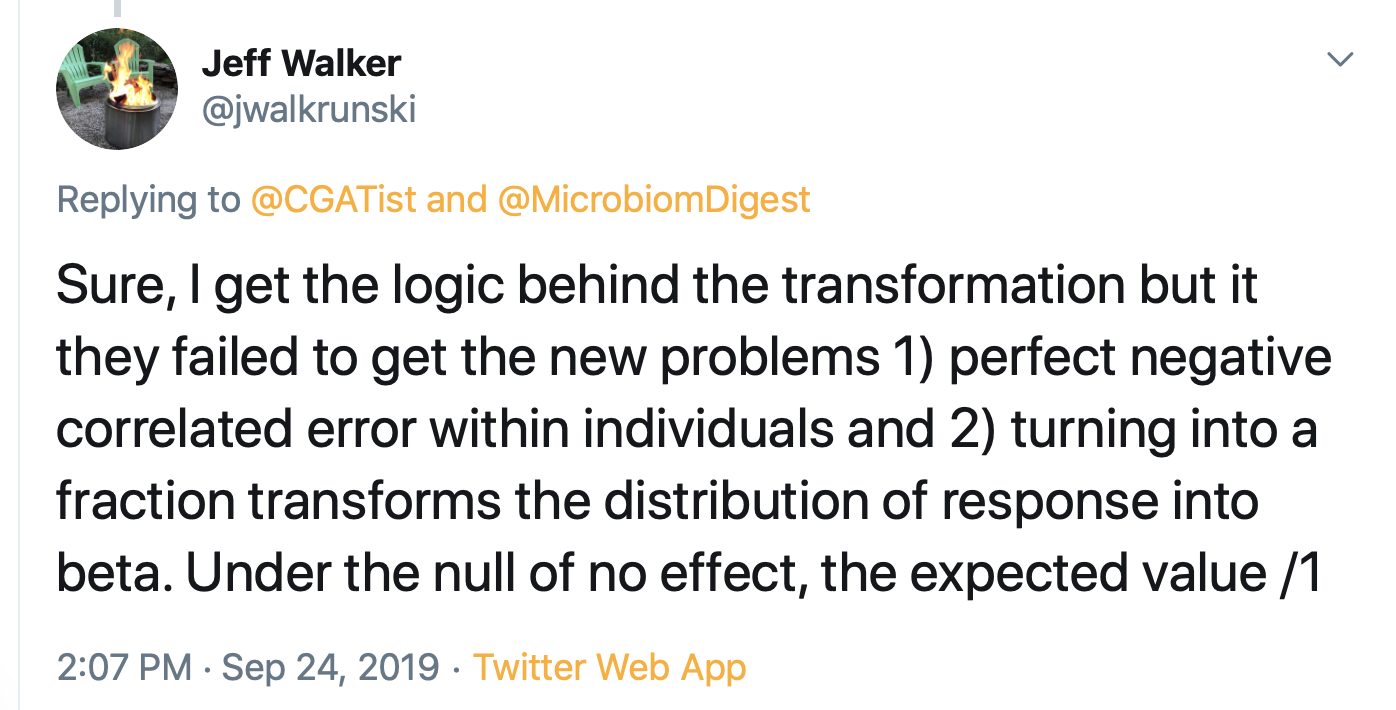 Jeff Walker
@jwalkrunski
Replying to @CGATist and @MicrobiomDigest
Sure, I get the logic behind the transformation but it
they failed to get the new problems 1) perfect negative
correlated error within individuals and 2) turning into a
fraction transforms the distribution of response into
beta. Under the null of no effect, the expected value /1
2:07 PM · Sep 24, 2019 · Twitter Web App